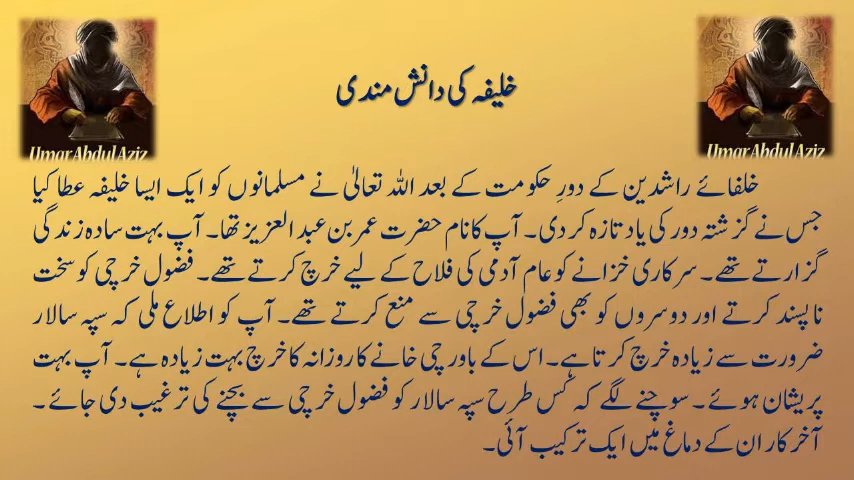 خلیفہ کی دانش مندی
Umar Abdul Aziz
Umar Abdul Aziz
خلفائے راشدین کے دورِ حکومت کے بعد اللہ تعالیٰ نے مسلمانوں کو ایک ایسا خلیفہ عطا کیا
جس نے گزشتہ دور کی یاد تازہ کر دی۔ آپ کا نام حضرت عمر بن عبد العزیز تھا۔ آپ بہت سادہ زندگی
گزارتے تھے۔ سرکاری خزانے کو عام آدمی کی فلاح کے لیے خرچ کرتے تھے۔ فضول خرچی کو سخت
ناپسند کرتے اور دوسروں کو بھی فضول خرچی سے منع کرتے تھے۔ آپ کو اطلاع ملی کہ سپہ سالار
ضرورت سے زیادہ خرچ کرتا ہے۔ اس کے باورچی خانے کا روزانہ کا خرچ بہت زیادہ ہے۔ آپ بہت
پریشان ہوئے۔ سوچنے لگے کہ کس طرح سپہ سالار کو فضول خرچی سے بچنے کی ترغیب دی جائے۔
آخر کار ان کے دماغ میں ایک ترکیب آئی۔